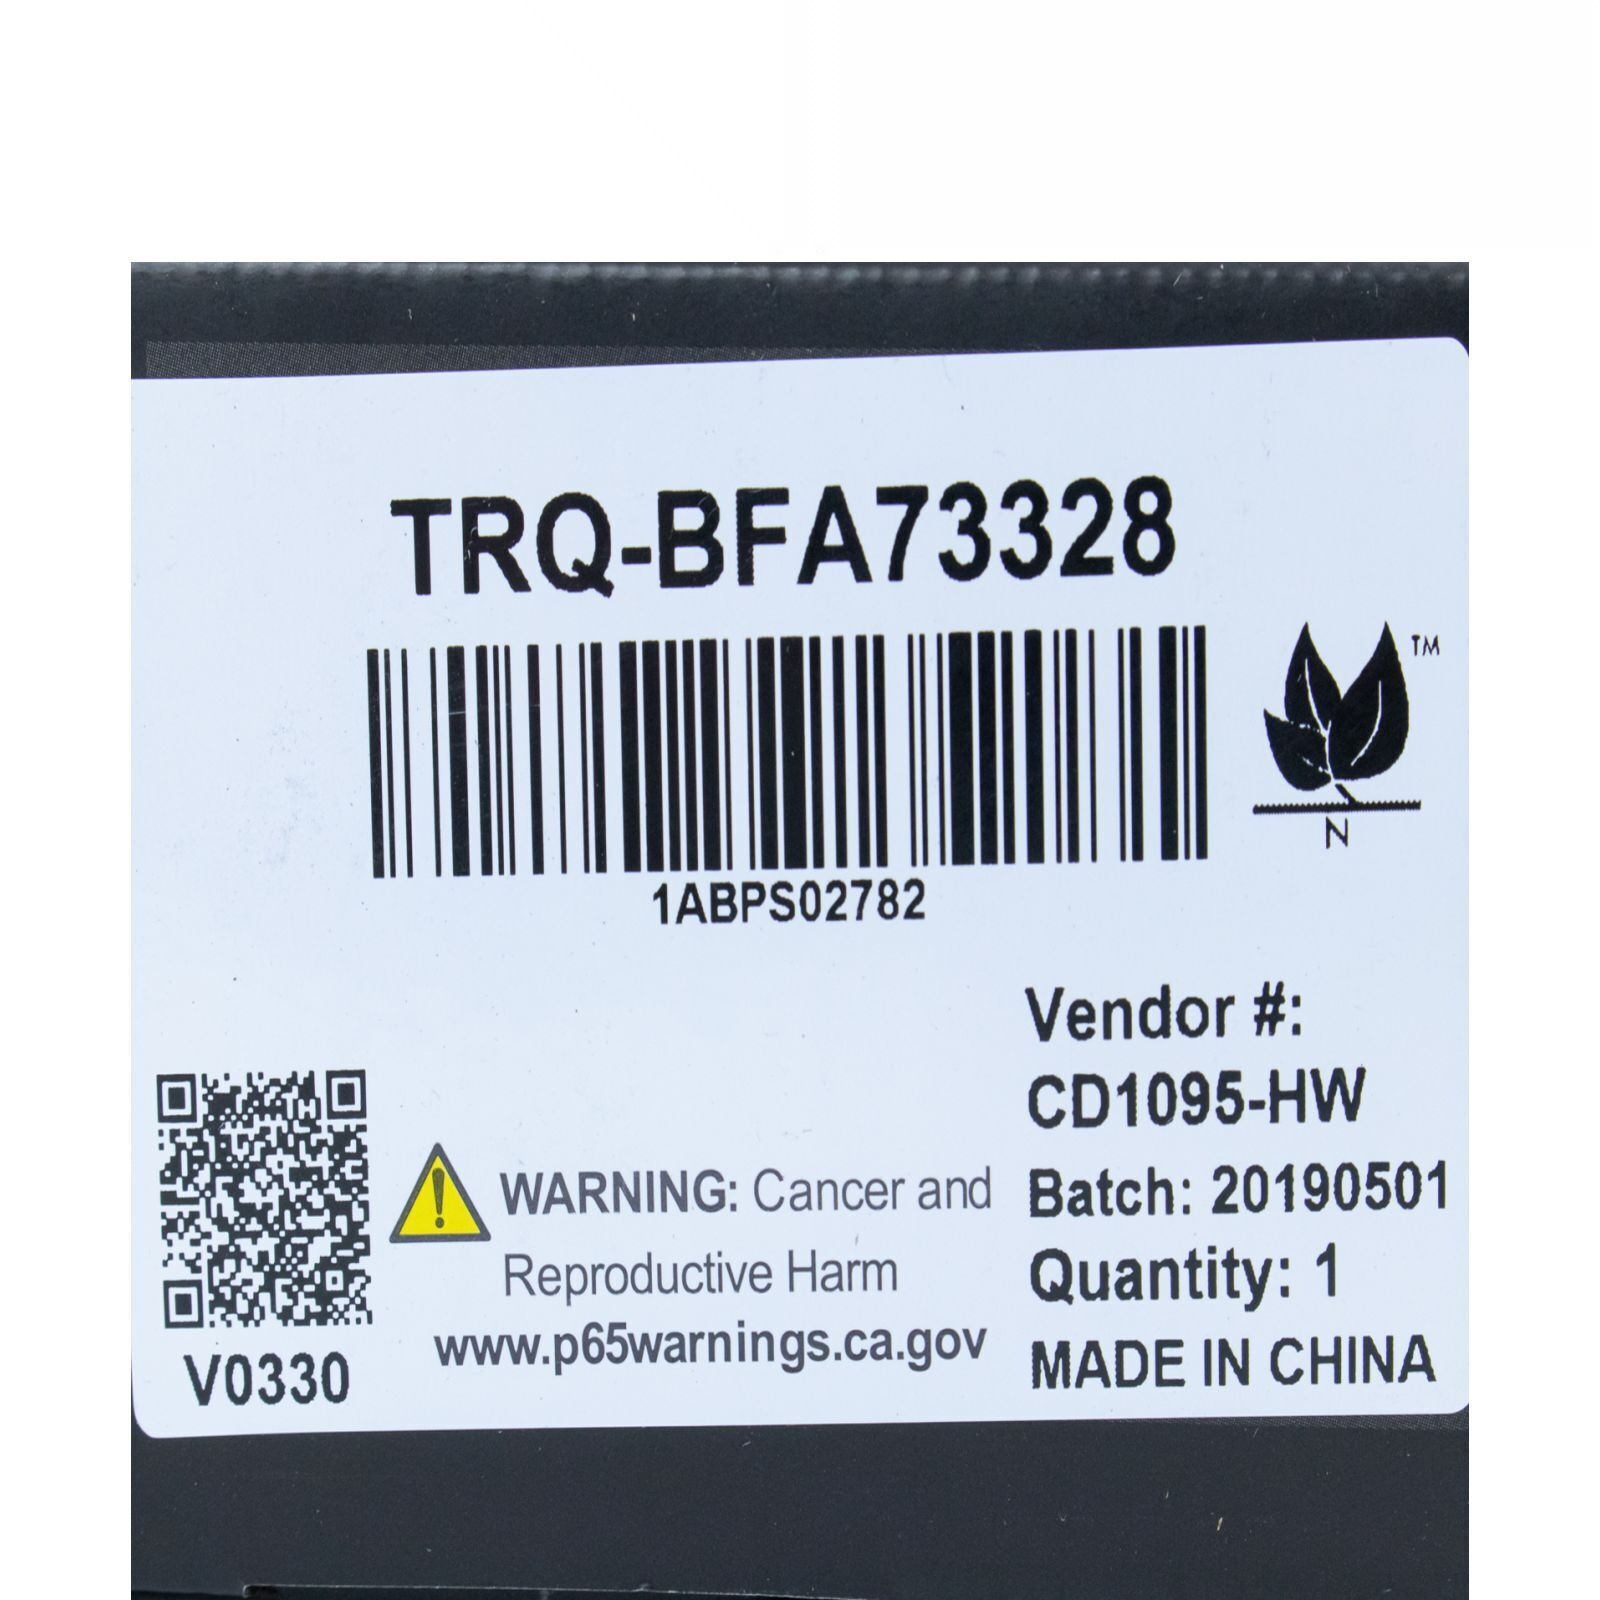 TRQ-BFA73328
TM
N
1ABPS02782
Vendor #:
CD1095-HW
Batch: 20190501
Quantity: 1
MADE IN CHINA
WARNING: Cancer and
Reproductive Harm
www.p65warnings.ca.gov
V0330